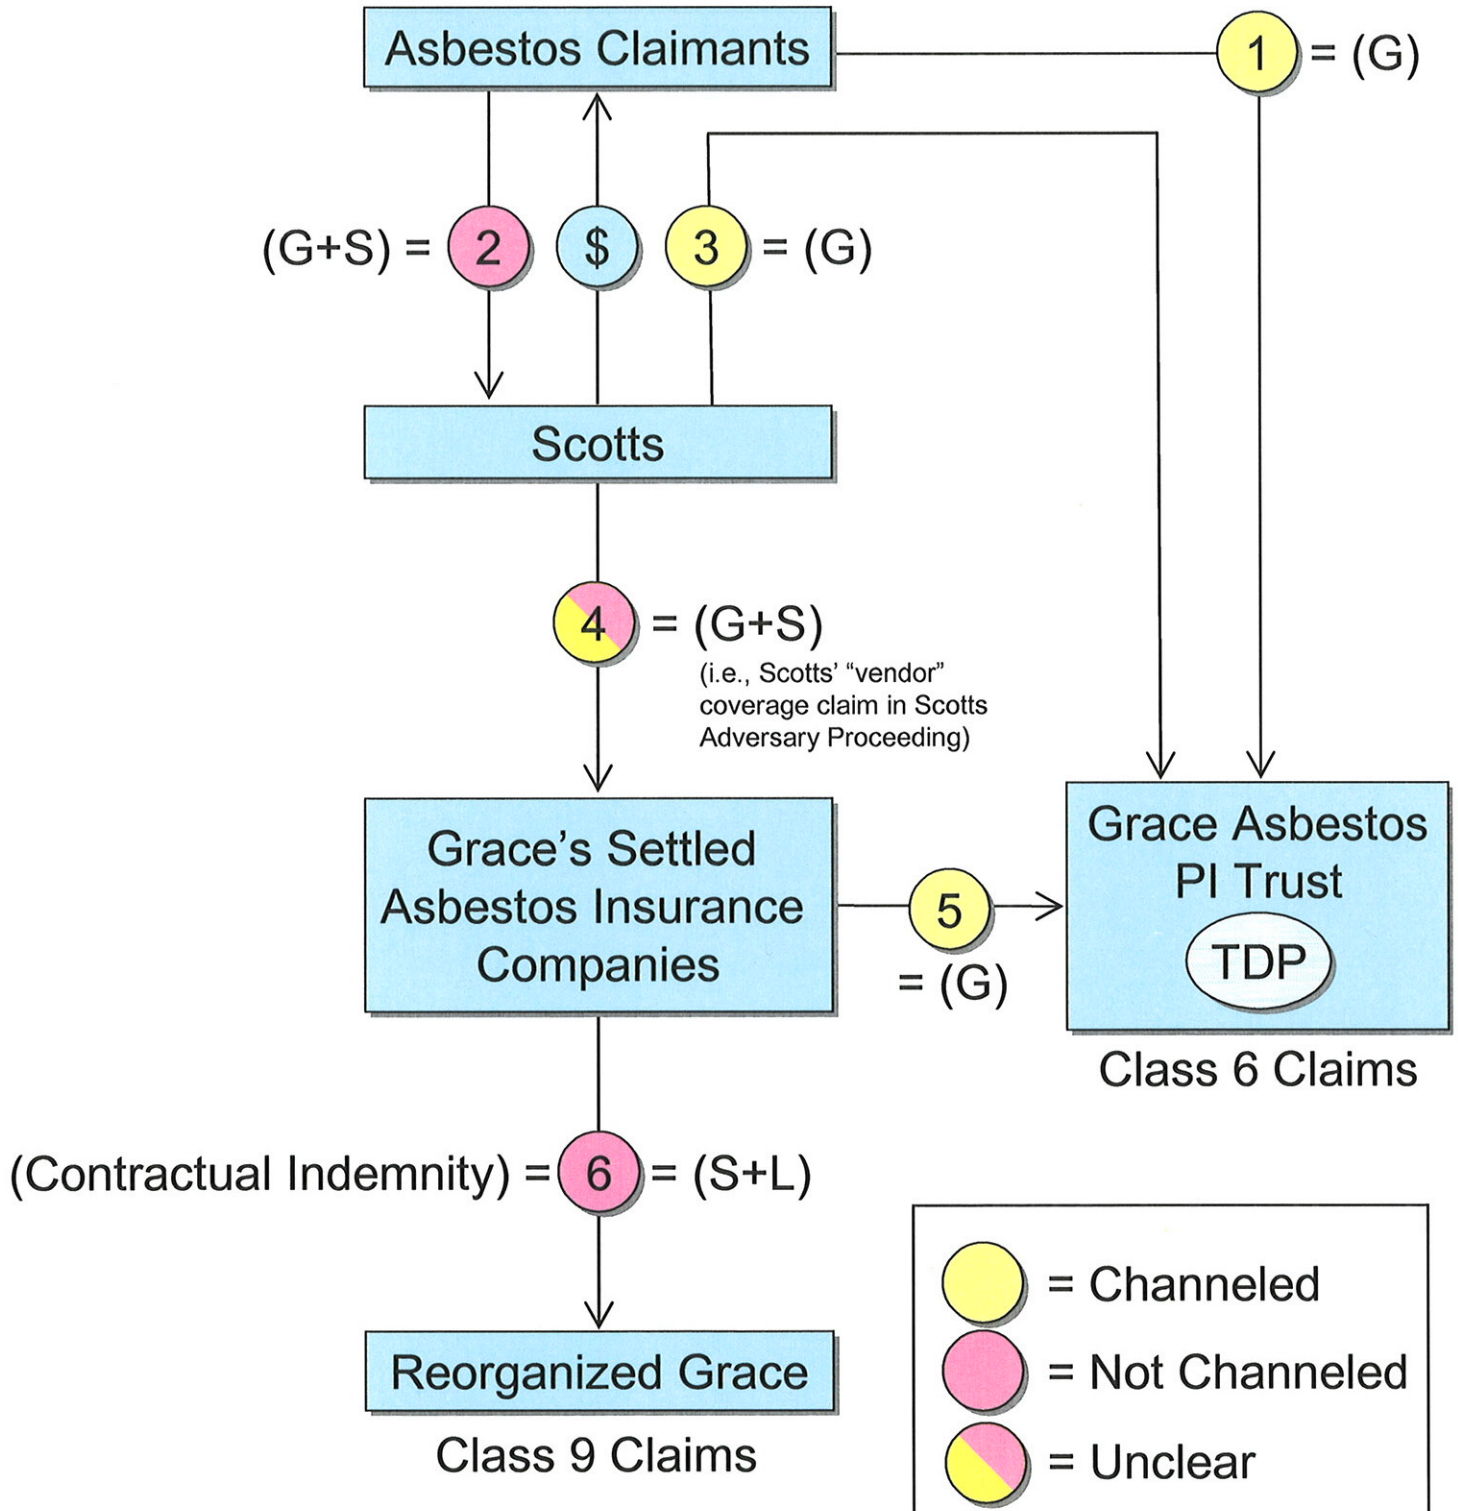 Asbestos Claimants
1 = (G)
(G+S) = 2
$
3 = (G)
Scotts
4 = (G+S)
(i.e., Scotts’ “vendor”
coverage claim in Scotts
Adversary Proceeding)
Grace’s Settled
Asbestos Insurance
Companies
5
= (G)
Grace Asbestos
PI Trust
TDP
Class 6 Claims
(Contractual Indemnity) = 6 = (S+L)
Reorganized Grace
Class 9 Claims
= Channeled
= Not Channeled
= Unclear